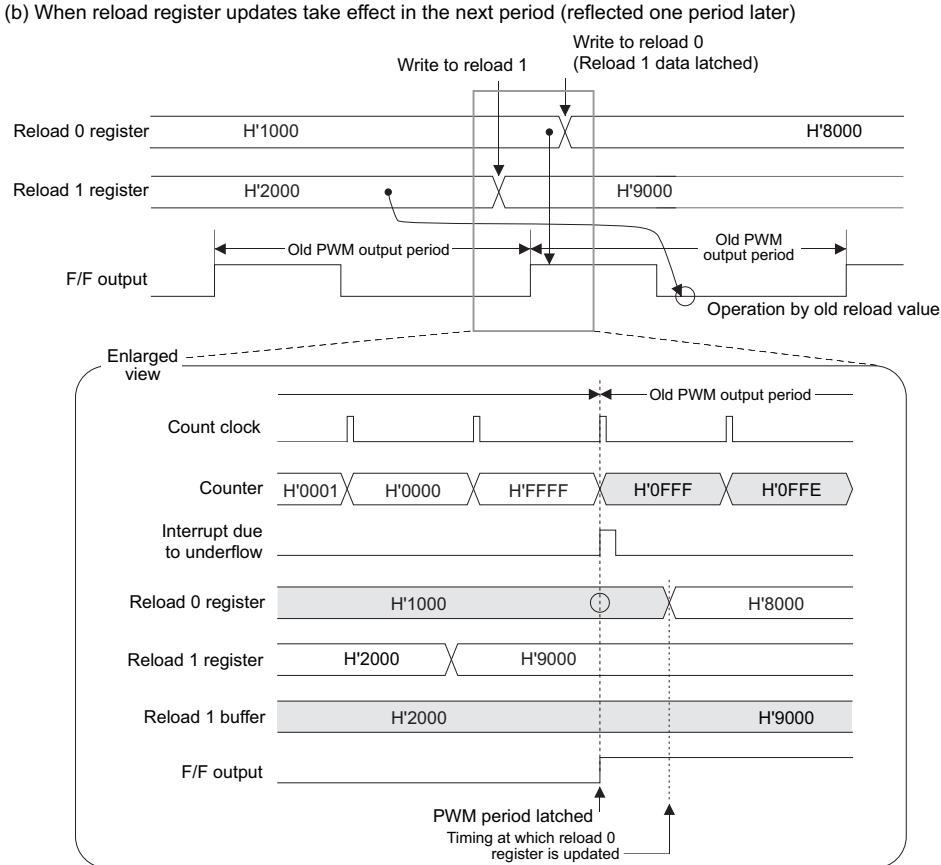 (b) When reload register updates take effect in the next period (reflected one period later)
Write to reload 0
(Reload 1 data latched)
Write to reload 1
Reload 0 register
H'1000
H'8000
Reload 1 register
H'2000
H'9000
Old PWM output period
Old PWM
output period
F/F output
Operation by old reload value
Enlarged
view
Old PWM output period
Count clock
Counter
H'0001
H'0000
H'FFFF
H'0FFF
H'0FFE
Interrupt due
to underflow
Reload 0 register
H'1000
H'8000
Reload 1 register
H'2000
H'9000
Reload 1 buffer
H'2000
H'9000
F/F output
PWM period latched
Timing at which reload 0
register is updated